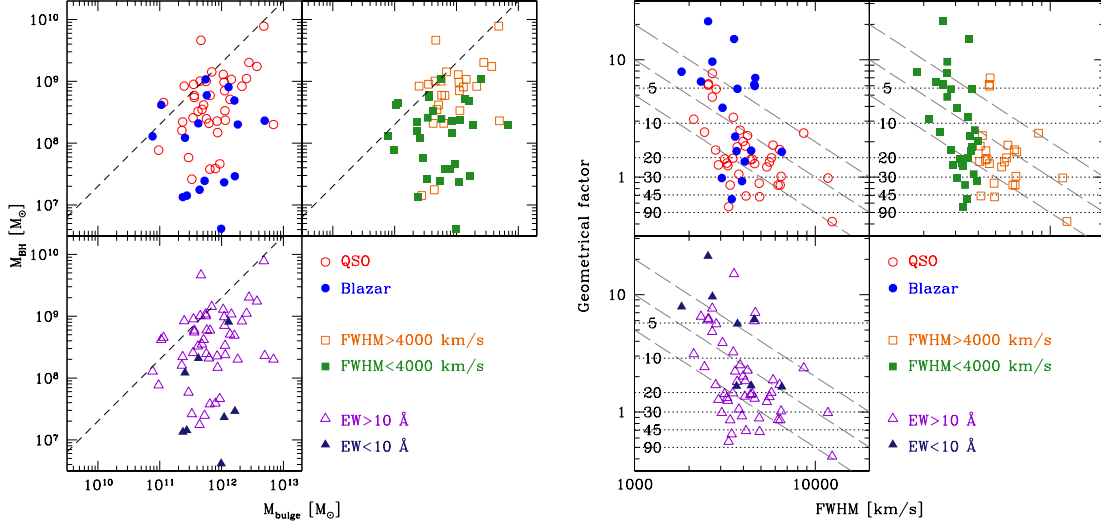 10¹⁰
10⁹
10⁸
10⁷
M_BH [M_⊙]
10¹⁰
10⁹
10⁸
10⁷
10¹⁰ 10¹¹ 10¹² 10¹³
M_bulge [M_⊙]
QSO
Blazar
FWHM>4000 km/s
FWHM<4000 km/s
EW>10 Å
EW<10 Å
Geometrical factor
10
1
5
10
20
30
45
90
5
10
20
30
45
90
10
1
5
10
20
30
45
90
1000 10000
FWHM [km/s]
QSO
Blazar
FWHM>4000 km/s
FWHM<4000 km/s
EW>10 Å
EW<10 Å